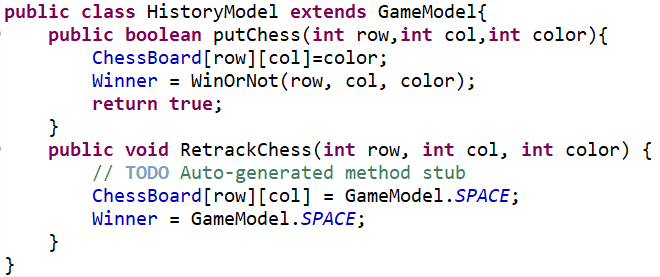 public class HistoryModel extends GameModel{
    public boolean putChess(int row,int col,int color){
        ChessBoard[row][col]=color;
        Winner = WinOrNot(row, col, color);
        return true;
    }
    public void RetrackChess(int row, int col, int color) {
        // TODO Auto-generated method stub
        ChessBoard[row][col] = GameModel.SPACE;
        Winner = GameModel.SPACE;
    }
}